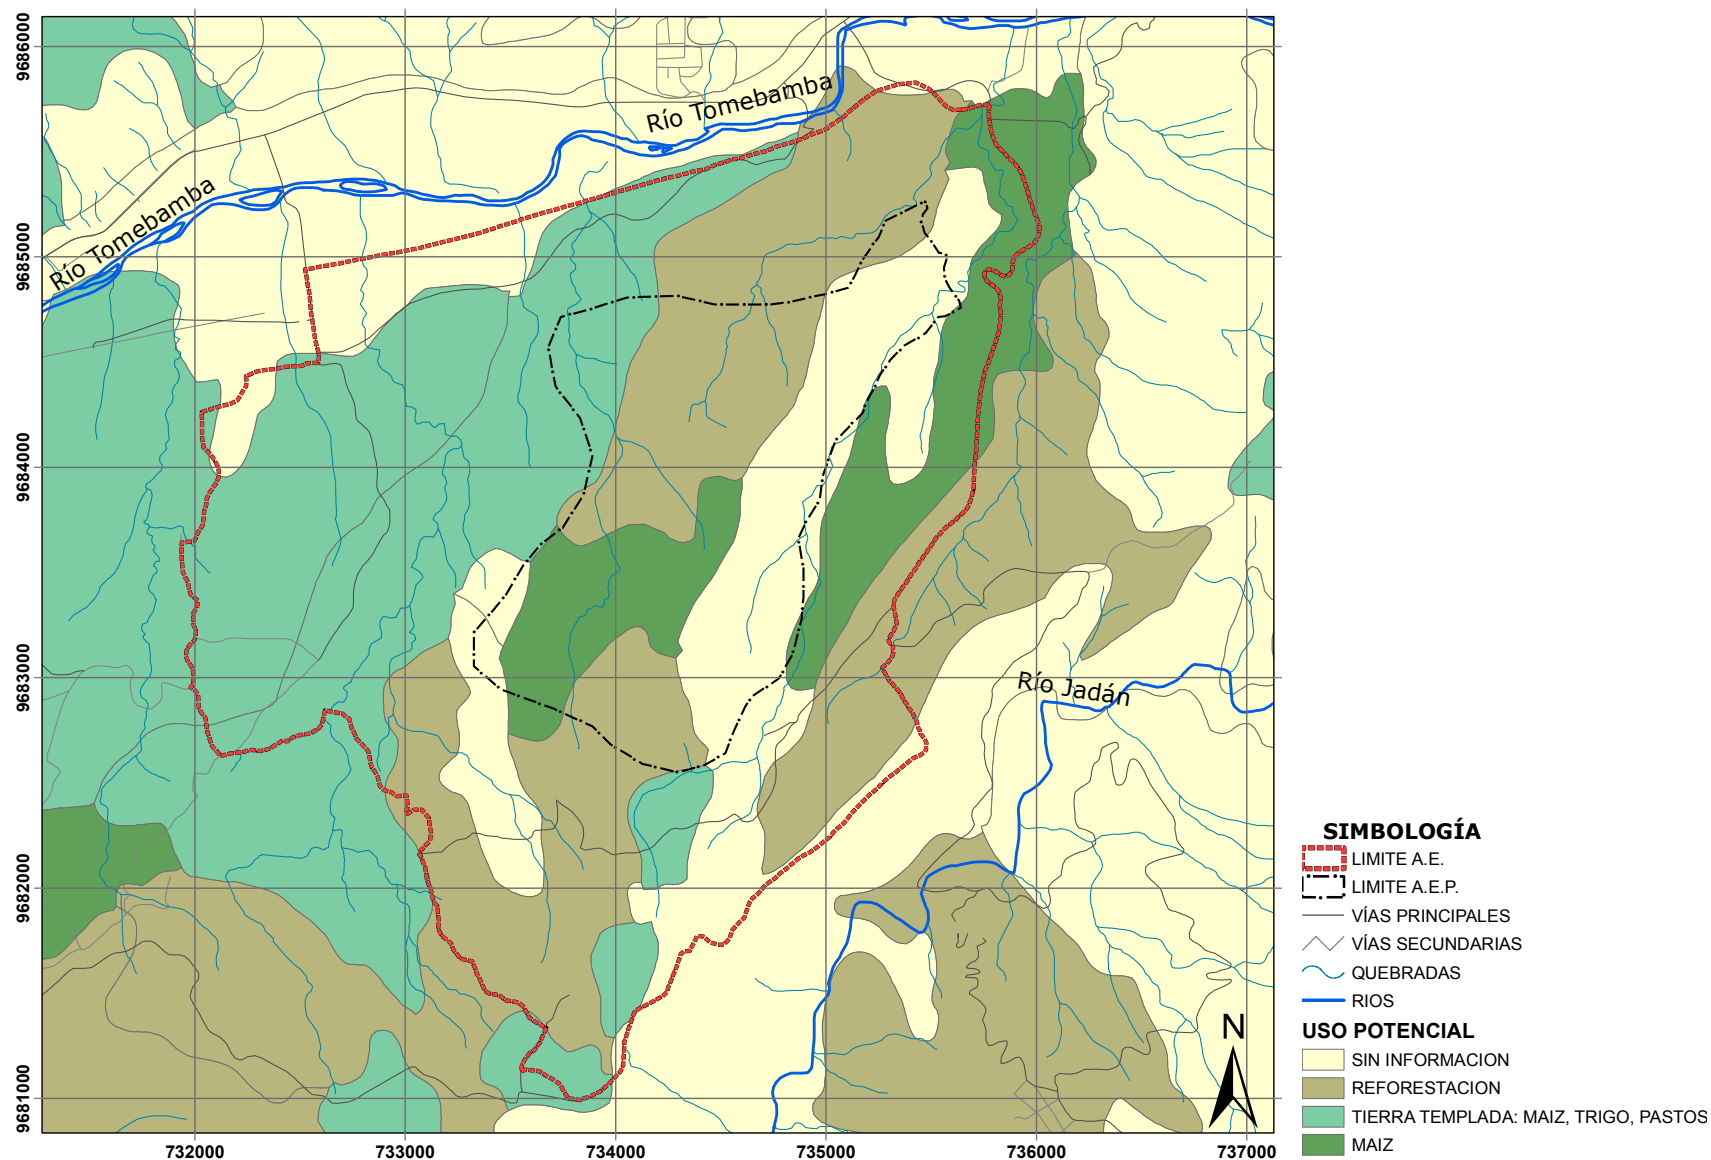 9686000
9685000
9684000
9683000
9682000
9681000
Río Tomebamba
Río Tomebamba
Río Jadán
732000
733000
734000
735000
736000
737000
N
SIMBOLOGÍA
LIMITE A.E.
LIMITE A.E.P.
VÍAS PRINCIPALES
VÍAS SECUNDARIAS
QUEBRADAS
RIOS
USO POTENCIAL
SIN INFORMACION
REFORESTACION
TIERRA TEMPLADA: MAIZ, TRIGO, PASTOS
MAIZ